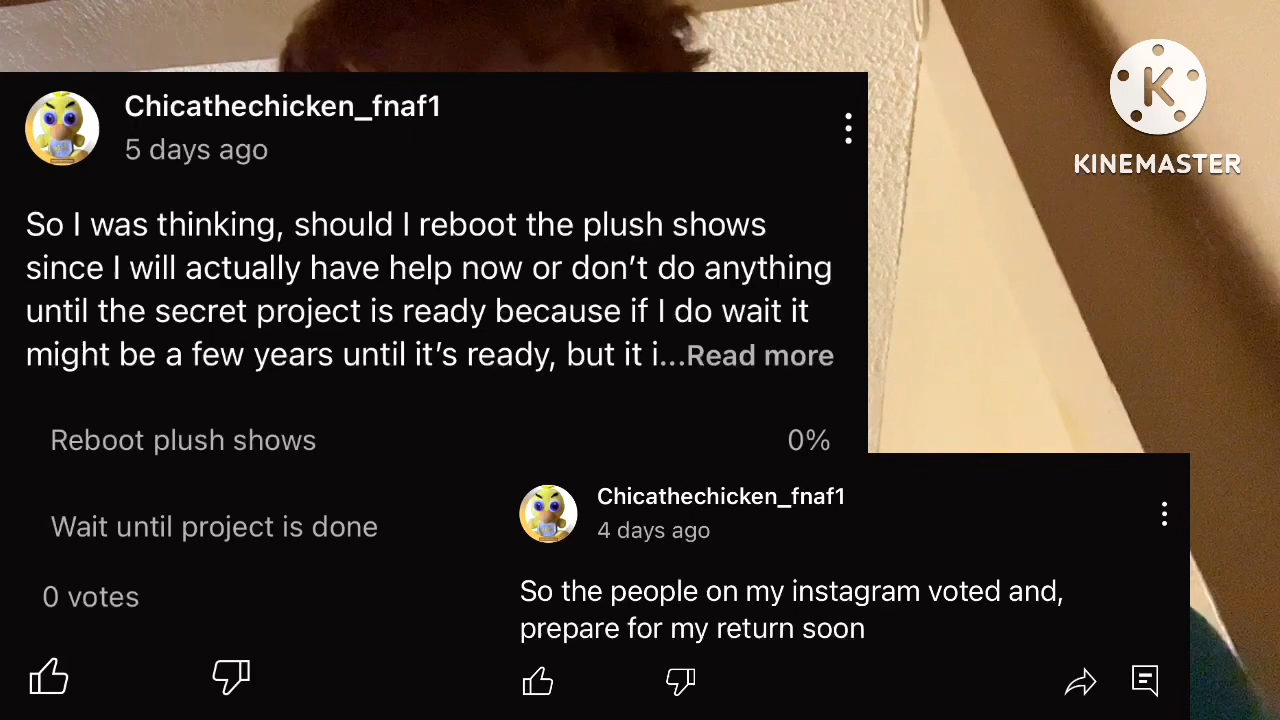 Chicathechicken_fnaf1
5 days ago
So I was thinking, should I reboot the plush shows
since I will actually have help now or don’t do anything
until the secret project is ready because if I do wait it
might be a few years until it’s ready, but it i...Read more
Reboot plush shows 0%
Wait until project is done
0 votes
Chicathechicken_fnaf1
4 days ago
So the people on my instagram voted and,
prepare for my return soon
K
KINEMASTER